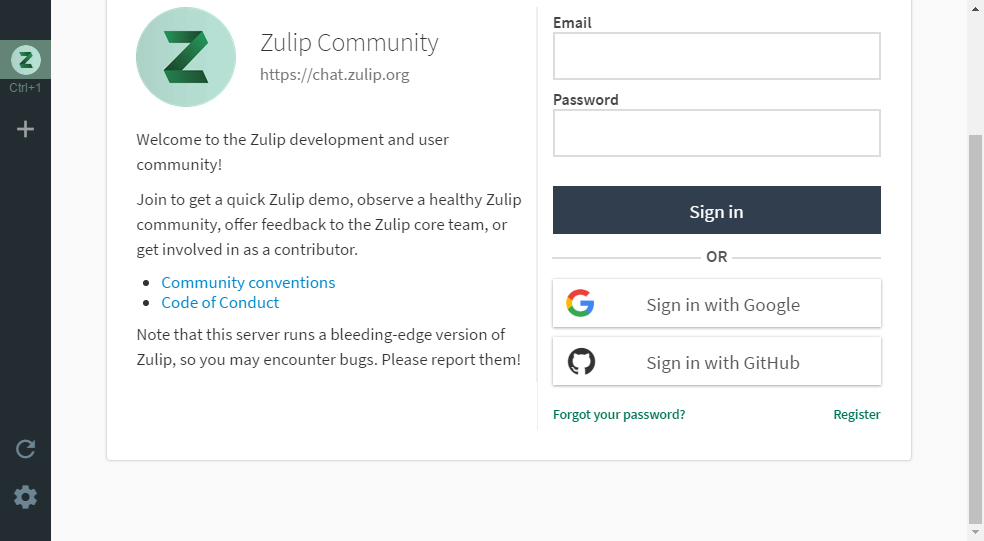 Ctrl+1
Zulip Community
https://chat.zulip.org
Welcome to the Zulip development and user
community!
Join to get a quick Zulip demo, observe a healthy Zulip
community, offer feedback to the Zulip core team, or
get involved in as a contributor.
Community conventions
Code of Conduct
Note that this server runs a bleeding-edge version of
Zulip, so you may encounter bugs. Please report them!
Email
Password
Sign in
OR
Sign in with Google
Sign in with GitHub
Forgot your password?
Register